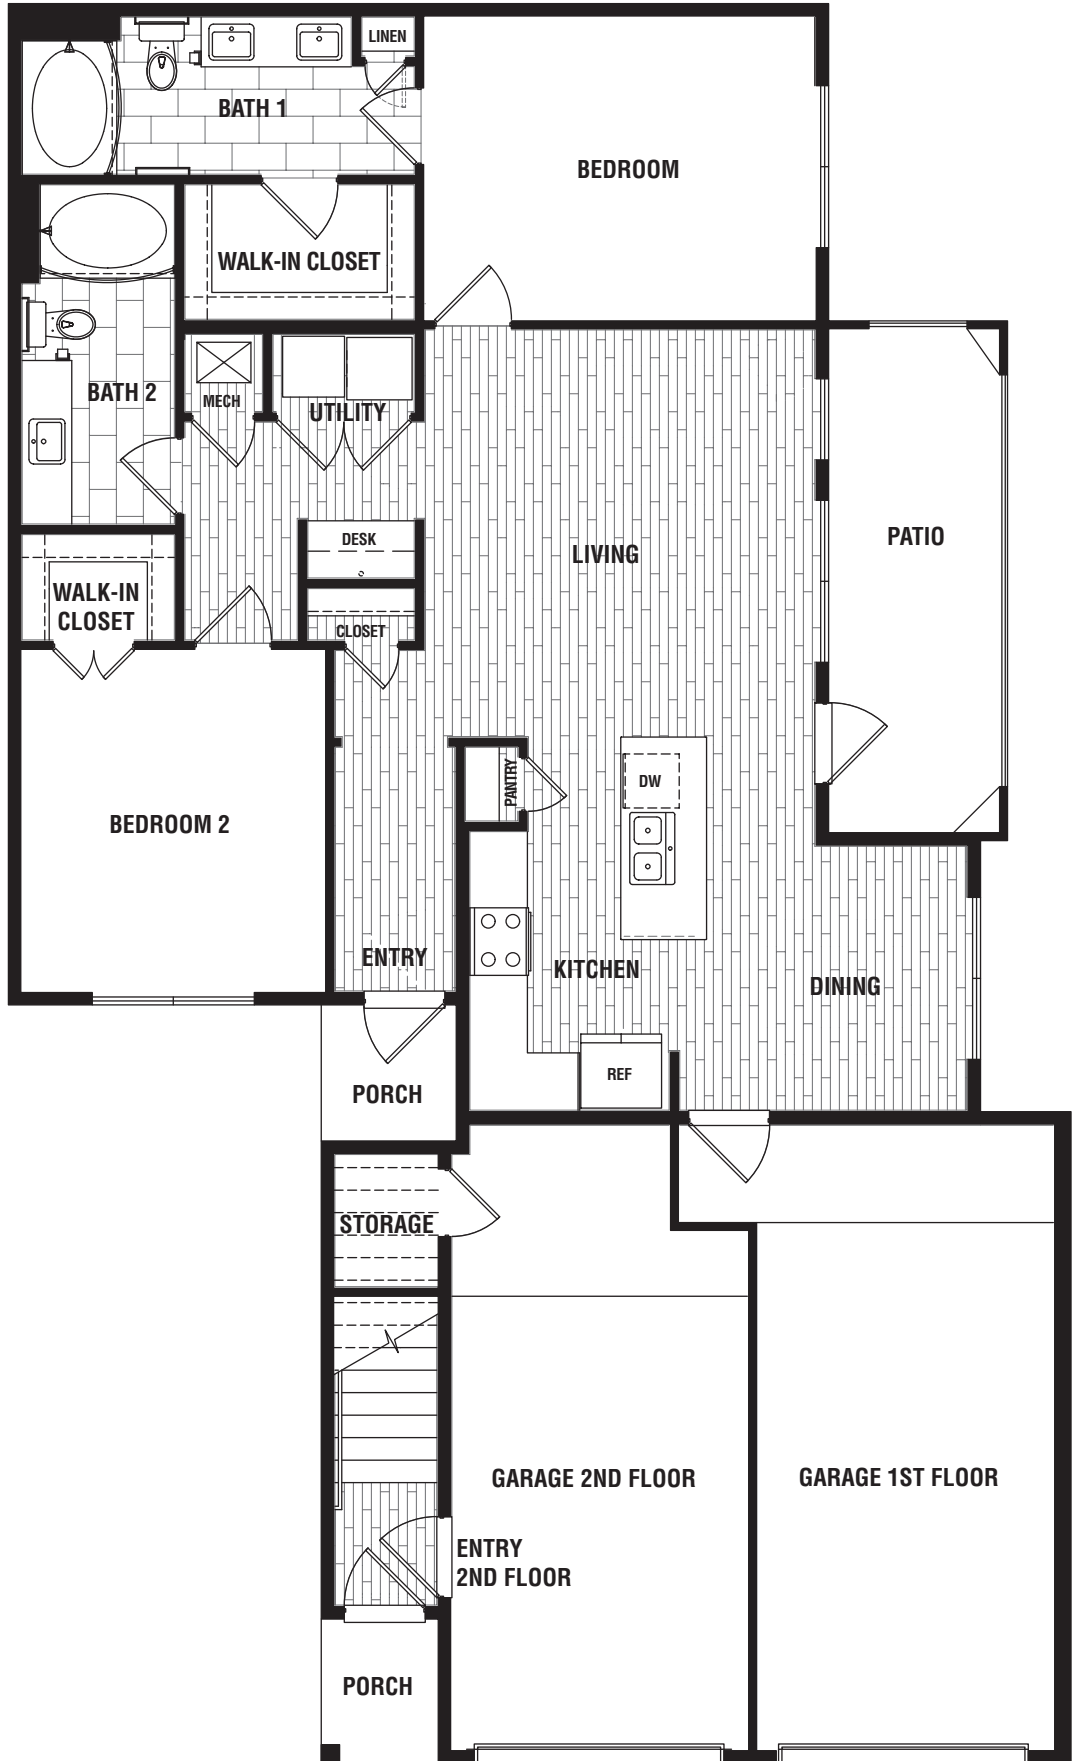 LINEN
BATH 1
BEDROOM
WALK-IN CLOSET
BATH 2
MECH
UTILITY
DESK
LIVING
PATIO
WALK-IN
CLOSET
CLOSET
PANTRY
DW
BEDROOM 2
ENTRY
KITCHEN
DINING
REF
PORCH
STORAGE
GARAGE 2ND FLOOR
GARAGE 1ST FLOOR
ENTRY
2ND FLOOR
PORCH